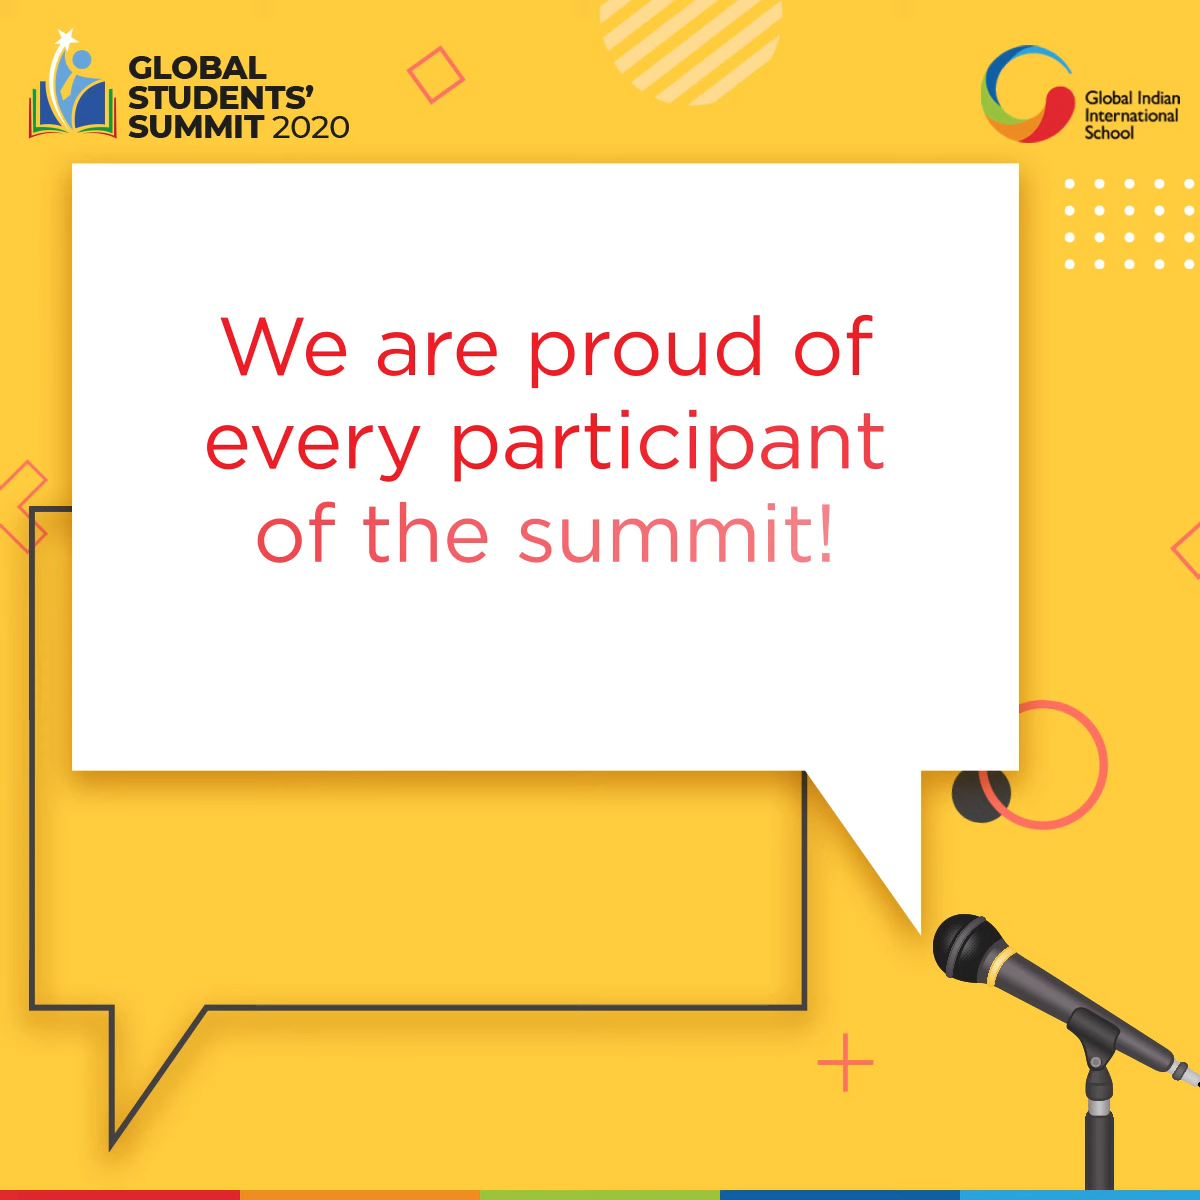 GLOBAL
STUDENTS’
SUMMIT 2020
Global Indian
International
School
We are proud of
every participant
of the summit!